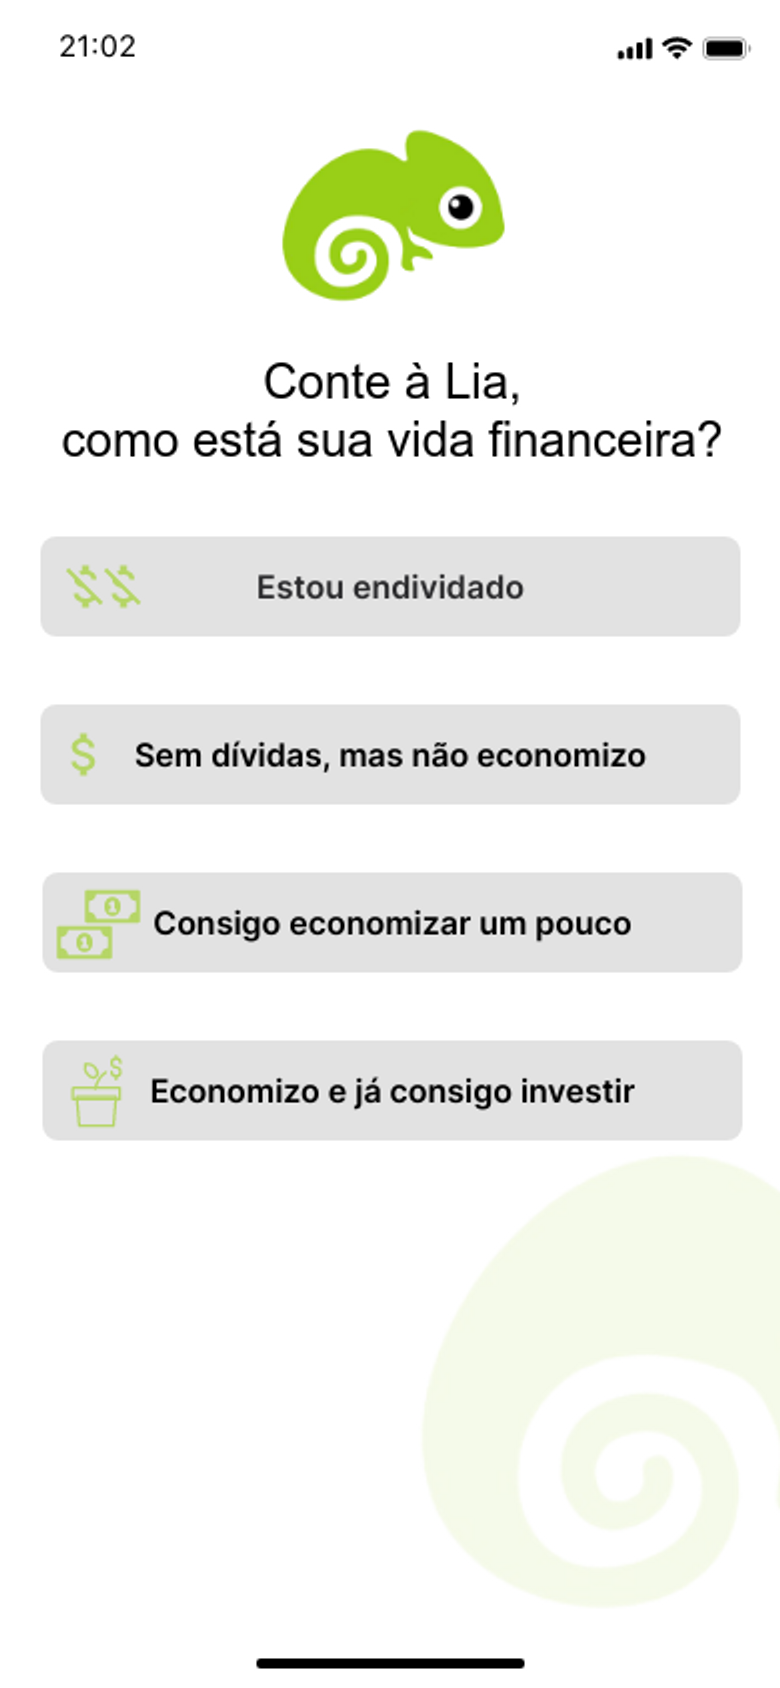 21:02
Conte à Lia,
como está sua vida financeira?
Estou endividado
Sem dívidas, mas não economizo
Consigo economizar um pouco
Economizo e já consigo investir